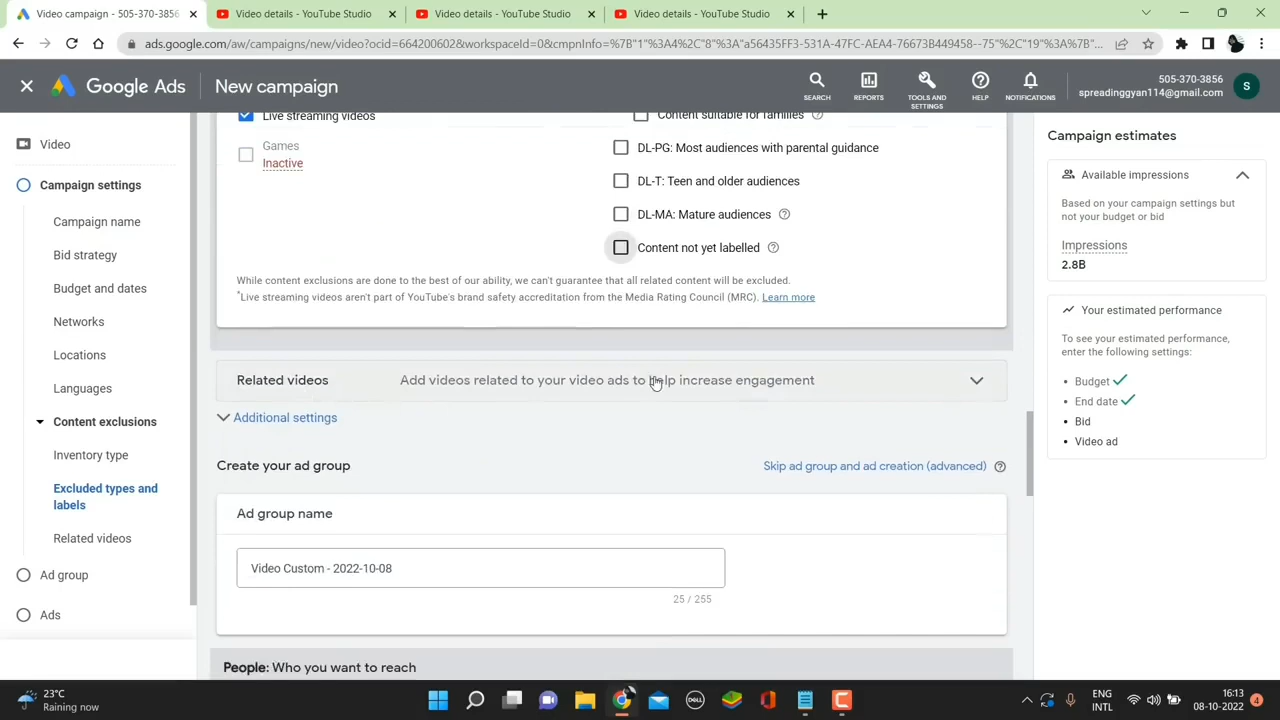 Video campaign - 505-370-3856
Video details - YouTube Studio
Video details - YouTube Studio
Video details - YouTube Studio
ads.google.com/aw/campaigns/new/video?ocid=664200602&workspaceId=0&cmpnInfo=%7B"1"%3A4%2C"8"%3A"a56435FF3-531A-47FC-AEA4-76673B449458--75"%2C"19"%3A%7B"...
Google Ads
New campaign
SEARCH
REPORTS
TOOLS AND SETTINGS
HELP
NOTIFICATIONS
505-370-3856
spreadinggyan114@gmail.com
S
Video
Campaign settings
Campaign name
Bid strategy
Budget and dates
Networks
Locations
Languages
Content exclusions
Inventory type
Excluded types and
labels
Related videos
Ad group
Ads
Live streaming videos
Games
Inactive
Content suitable for families
DL-PG: Most audiences with parental guidance
DL-T: Teen and older audiences
DL-MA: Mature audiences
Content not yet labelled
While content exclusions are done to the best of our ability, we can't guarantee that all related content will be excluded.
*Live streaming videos aren't part of YouTube's brand safety accreditation from the Media Rating Council (MRC). Learn more
Related videos Add videos related to your video ads to help increase engagement
Additional settings
Create your ad group
Skip ad group and ad creation (advanced)
Ad group name
Video Custom - 2022-10-08
25 / 255
People: Who you want to reach
Campaign estimates
Available impressions
Based on your campaign settings but
not your budget or bid
Impressions
2.8B
Your estimated performance
To see your estimated performance,
enter the following settings:
• Budget
• End date
• Bid
• Video ad
23°C
Raining now
DELL
ENG
INTL
16:13
08-10-2022
4